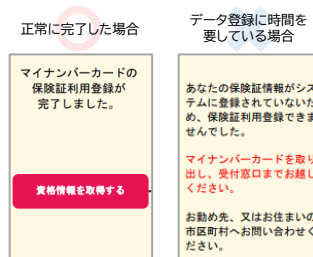 正常に完了した場合
マイナンバーカードの
保険証利用登録が
完了しました。
資格情報を取得する
データ登録に時間を
要している場合
あなたの保険証情報がシス
テムに登録されていないた
め、保険証利用登録できま
せんでした。
マイナンバーカードを取り
出し、受付窓口までお越し
ください。
お勤め先、又はお住まいの
市区町村へお問い合わせく
ださい。